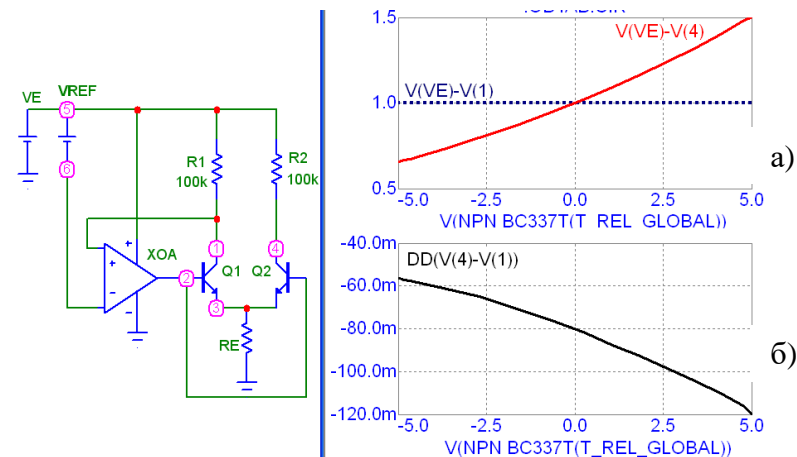 VE
VREF
5
6
R1
100k
R2
100k
XOA
+
+
-
-
1
4
2
Q1
Q2
3
RE
1.5
V(VE)-V(4)
V(VE)-V(1)
1.0
а)
0.5
-5.0 -2.5 0.0 2.5 5.0
V(NPN BC337T(T_REL_GLOBAL))
-40.0m
DD(V(4)-V(1))
-60.0m
-80.0m
-100.0m
б)
-120.0m
-5.0 -2.5 0.0 2.5 5.0
V(NPN BC337T(T_REL_GLOBAL))